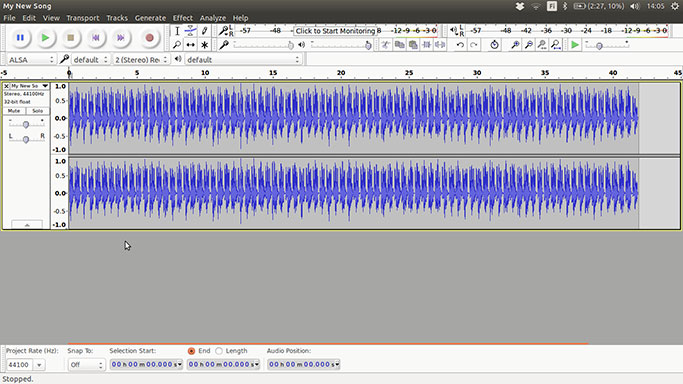 My New Song
Fi (2:27, 10%) 14:05
File Edit View Transport Tracks Generate Effect Analyze Help
L R -57 -48 Click to Start Monitoring 8 -12 -9 -6 -3 0 L R -57 -48 -36 -30 -24 -18 -12 -9 -6 -3 0
ALSA default 2 (Stereo) Rec default
-5 0 5 10 15 20 25 30 35 40 45
My New So
Stereo, 44100Hz
32-bit float
Mute Solo
- +
L R
1.0
0.5
0.0
-0.5
-1.0
1.0
0.5
0.0
-0.5
-1.0
Project Rate (Hz): Snap To: Selection Start: End Length Audio Position:
44100 Off 00 h 00 m 00.000 s 00 h 00 m 00.000 s 00 h 00 m 00.000 s
Stopped.